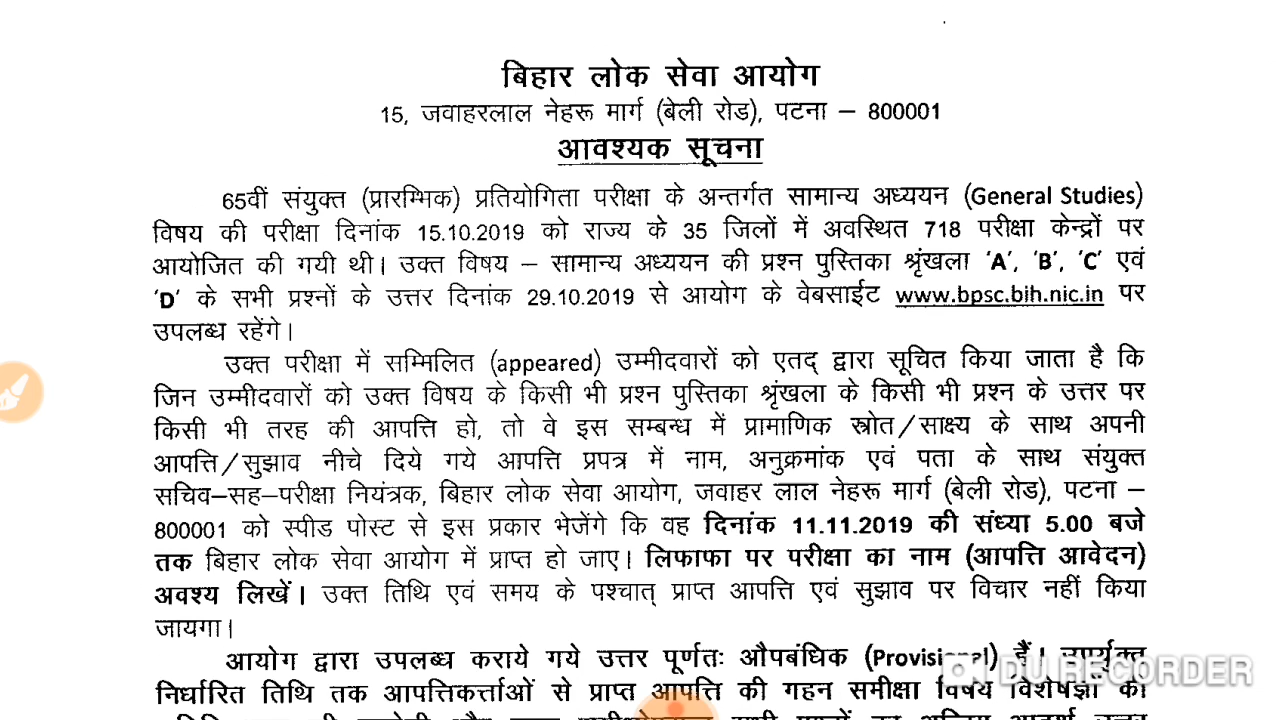 बिहार लोक सेवा आयोग
15, जवाहरलाल नेहरू मार्ग (बेली रोड), पटना – 800001
आवश्यक सूचना
65वीं संयुक्त (प्रारम्भिक) प्रतियोगिता परीक्षा के अन्तर्गत सामान्य अध्ययन (General Studies)
विषय की परीक्षा दिनांक 15.10.2019 को राज्य के 35 जिलों में अवस्थित 718 परीक्षा केन्द्रों पर
आयोजित की गयी थी। उक्त विषय – सामान्य अध्ययन की प्रश्न पुस्तिका श्रृंखला 'A', 'B', 'C' एवं
'D' के सभी प्रश्नों के उत्तर दिनांक 29.10.2019 से आयोग के वेबसाईट www.bpsc.bih.nic.in पर
उपलब्ध रहेंगे।
उक्त परीक्षा में सम्मिलित (appeared) उम्मीदवारों को एतद् द्वारा सूचित किया जाता है कि
जिन उम्मीदवारों को उक्त विषय के किसी भी प्रश्न पुस्तिका श्रृंखला के किसी भी प्रश्न के उत्तर पर
किसी भी तरह की आपत्ति हो, तो वे इस सम्बन्ध में प्रामाणिक स्रोत/साक्ष्य के साथ अपनी
आपत्ति/सुझाव नीचे दिये गये आपत्ति प्रपत्र में नाम, अनुक्रमांक एवं पता के साथ संयुक्त
सचिव–सह–परीक्षा नियंत्रक, बिहार लोक सेवा आयोग, जवाहर लाल नेहरू मार्ग (बेली रोड), पटना –
800001 को स्पीड पोस्ट से इस प्रकार भेजेंगे कि वह दिनांक 11.11.2019 की संध्या 5.00 बजे
तक बिहार लोक सेवा आयोग में प्राप्त हो जाए। लिफाफा पर परीक्षा का नाम (आपत्ति आवेदन)
अवश्य लिखें। उक्त तिथि एवं समय के पश्चात् प्राप्त आपत्ति एवं सुझाव पर विचार नहीं किया
जायगा।
आयोग द्वारा उपलब्ध कराये गये उत्तर पूर्णतः औपबंधिक (Provisional) हैं। उपर्युक्त
निर्धारित तिथि तक आपत्तिकर्त्ताओं से प्राप्त आपत्ति की गहन समीक्षा विषय विशेषज्ञों की
DU RECORDER